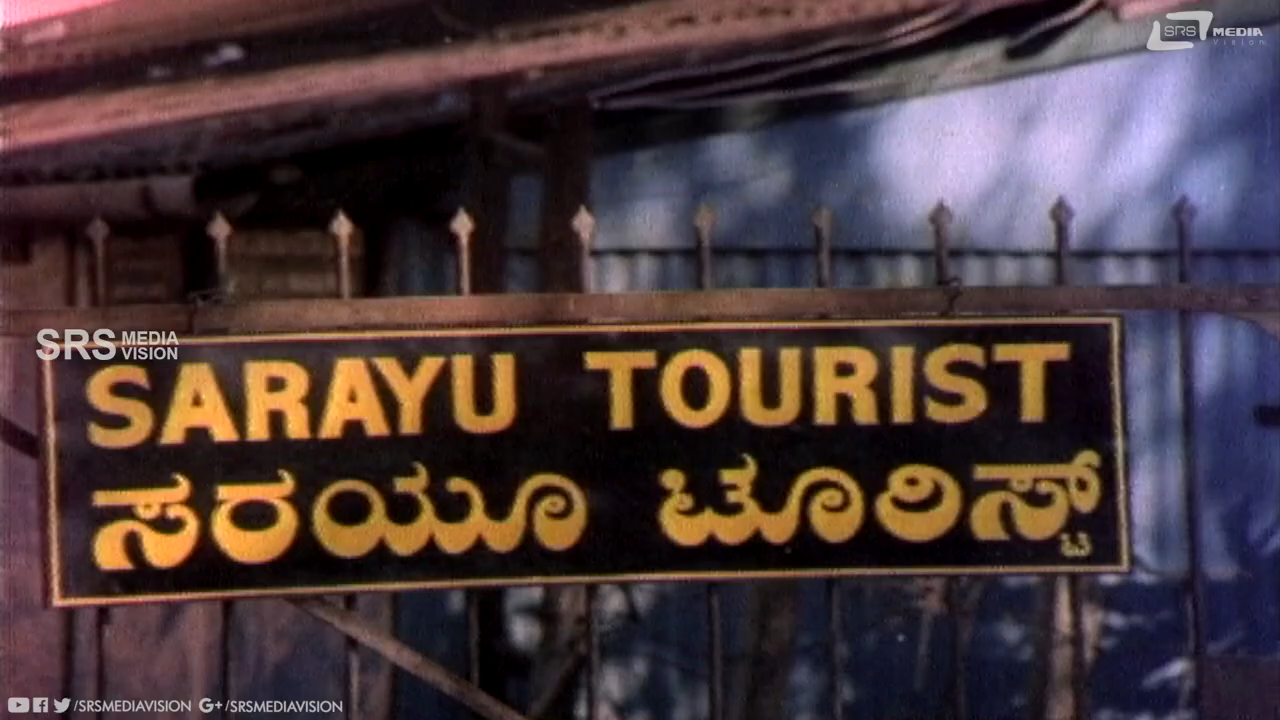 SRS MEDIA
Vision
SRS MEDIA VISION
SARAYU TOURIST
ಸರಯೂ ಟೂರಿಸ್ಟ್
/SRSMEDIAVISION G+/SRSMEDIAVISION